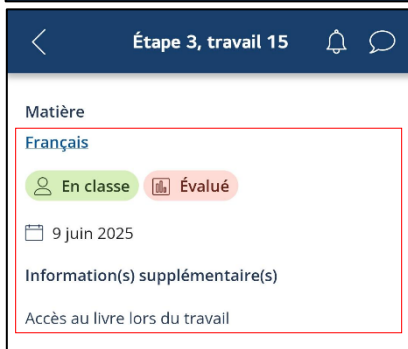 Étape 3, travail 15
Matière
Français
En classe Évalué
9 juin 2025
Information(s) supplémentaire(s)
Accès au livre lors du travail